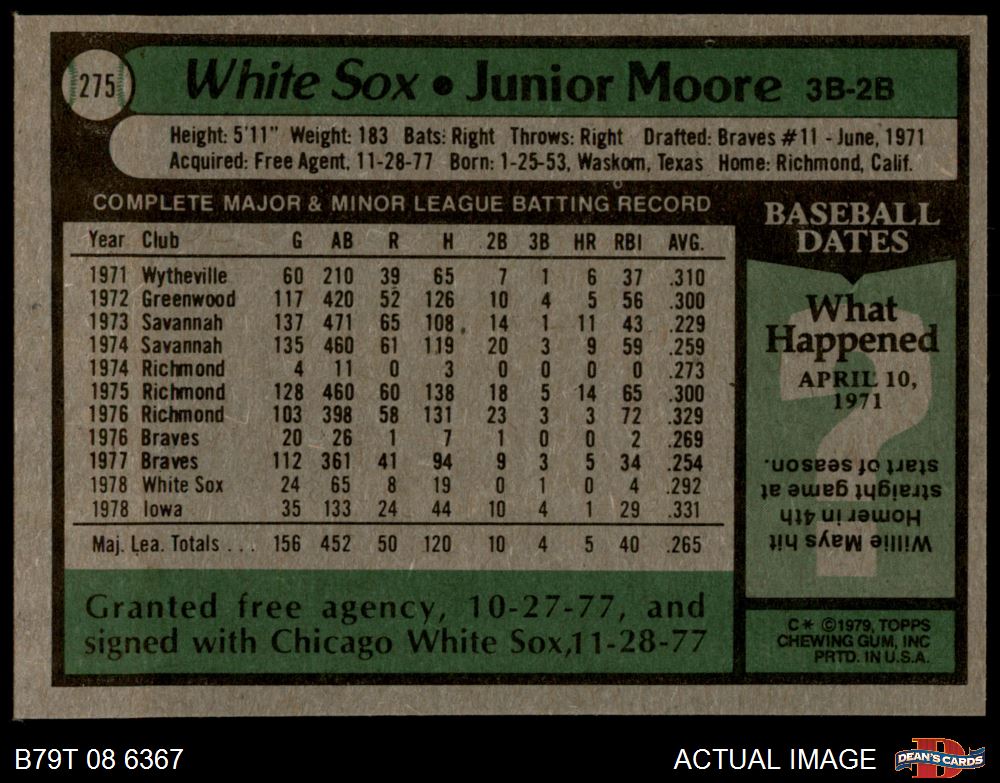 275
White Sox • Junior Moore 3B-2B
Height: 5'11" Weight: 183 Bats: Right Throws: Right Drafted: Braves #11 - June, 1971
Acquired: Free Agent, 11-28-77 Born: 1-25-53, Waskom, Texas Home: Richmond, Calif.
COMPLETE MAJOR & MINOR LEAGUE BATTING RECORD
Year Club G AB R H 2B 3B HR RBI AVG.
1971 Wytheville 60 210 39 65 7 1 6 37 .310
1972 Greenwood 117 420 52 126 10 4 5 56 .300
1973 Savannah 137 471 65 108 14 1 11 43 .229
1974 Savannah 135 460 61 119 20 3 9 59 .259
1974 Richmond 4 11 0 3 0 0 0 0 .273
1975 Richmond 128 460 60 138 18 5 14 65 .300
1976 Richmond 103 398 58 131 23 3 3 72 .329
1976 Braves 20 26 1 7 1 0 0 2 .269
1977 Braves 112 361 41 94 9 3 5 34 .254
1978 White Sox 24 65 8 19 0 1 0 4 .292
1978 Iowa 35 133 24 44 10 4 1 29 .331
Maj. Lea. Totals . . . 156 452 50 120 10 4 5 40 .265
Granted free agency, 10-27-77, and
signed with Chicago White Sox, 11-28-77
BASEBALL
DATES
What
Happened
APRIL 10,
1971
?
Willie Mays hit
Homer in 4th
straight game at
start of season.
C* ©1979, TOPPS
CHEWING GUM, INC
PRTD. IN U.S.A.
B79T 08 6367
ACTUAL IMAGE
D
DEAN'S CARDS